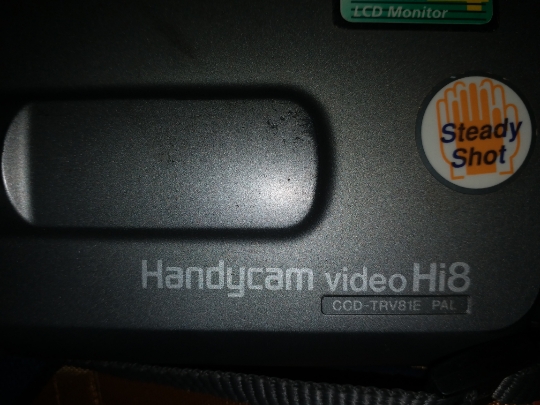 LCD Monitor
Steady
Shot
Handycam video Hi8
CCD-TRV81E PAL